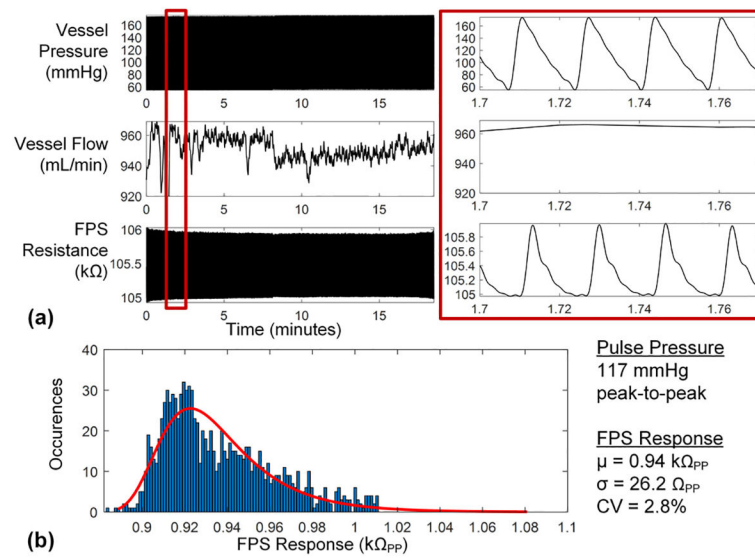 Vessel
Pressure
(mmHg)
160
140
120
100
80
60
0 5 10 15
160
140
120
100
80
60
1.7 1.72 1.74 1.76
Vessel Flow
(mL/min)
960
940
920
0 5 10 15
960
940
920
1.7 1.72 1.74 1.76
FPS
Resistance
(kΩ)
106
105.5
105
0 5 10 15
Time (minutes)
105.8
105.6
105.4
105.2
105
1.7 1.72 1.74 1.76
(a)
40
30
20
10
0
Occurences
0.9 0.92 0.94 0.96 0.98 1 1.02 1.04 1.06 1.08 1.1
FPS Response (kΩPP)
(b)
Pulse Pressure
117 mmHg
peak-to-peak
FPS Response
μ = 0.94 kΩPP
σ = 26.2 ΩPP
CV = 2.8%